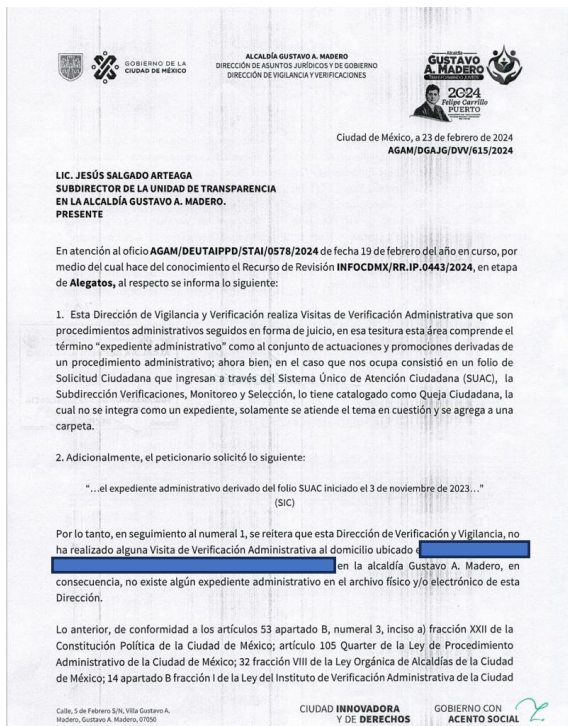 GOBIERNO DE LA
CIUDAD DE MÉXICO
ALCALDÍA GUSTAVO A. MADERO
DIRECCIÓN DE ASUNTOS JURÍDICOS Y DE GOBIERNO
DIRECCIÓN DE VIGILANCIA Y VERIFICACIONES
Alcaldía
GUSTAVO
A. MADERO
2024
Felipe Carrillo
PUERTO
Ciudad de México, a 23 de febrero de 2024
AGAM/DGAJG/DVV/615/2024
LIC. JESÚS SALGADO ARTEAGA
SUBDIRECTOR DE LA UNIDAD DE TRANSPARENCIA
EN LA ALCALDÍA GUSTAVO A. MADERO.
PRESENTE
En atención al oficio AGAM/DEUTAIPPD/STAI/0578/2024 de fecha 19 de febrero del año en curso, por
medio del cual hace del conocimiento el Recurso de Revisión INFOCDMX/RR.IP.0443/2024, en etapa
de Alegatos, al respecto se informa lo siguiente:
1. Esta Dirección de Vigilancia y Verificación realiza Visitas de Verificación Administrativa que son
procedimientos administrativos seguidos en forma de juicio, en esa tesitura esta área comprende el
término "expediente administrativo" como al conjunto de actuaciones y promociones derivadas de
un procedimiento administrativo; ahora bien, en el caso que nos ocupa consistió en un folio de
Solicitud Ciudadana que ingresan a través del Sistema Único de Atención Ciudadana (SUAC), la
Subdirección Verificaciones, Monitoreo y Selección, lo tiene catalogado como Queja Ciudadana, la
cual no se integra como un expediente, solamente se atiende el tema en cuestión y se agrega a una
carpeta.
2. Adicionalmente, el peticionario solicitó lo siguiente:
"…el expediente administrativo derivado del folio SUAC iniciado el 3 de noviembre de 2023…"
(SIC)
Por lo tanto, en seguimiento al numeral 1, se reitera que esta Dirección de Verificación y Vigilancia, no
ha realizado alguna Visita de Verificación Administrativa al domicilio ubicado
en la alcaldía Gustavo A. Madero, en
consecuencia, no existe algún expediente administrativo en el archivo físico y/o electrónico de esta
Dirección.
Lo anterior, de conformidad a los artículos 53 apartado B, numeral 3, inciso a) fracción XXII de la
Constitución Política de la Ciudad de México; artículo 105 Quarter de la Ley de Procedimiento
Administrativo de la Ciudad de México; 32 fracción VIII de la Ley Orgánica de Alcaldías de la Ciudad
de México; 14 apartado B fracción I de la Ley del Instituto de Verificación Administrativa de la Ciudad
Calle, 5 de Febrero S/N, Villa Gustavo A.
Madero, Gustavo A. Madero, 07050
CIUDAD INNOVADORA
Y DE DERECHOS
GOBIERNO CON
ACENTO SOCIAL